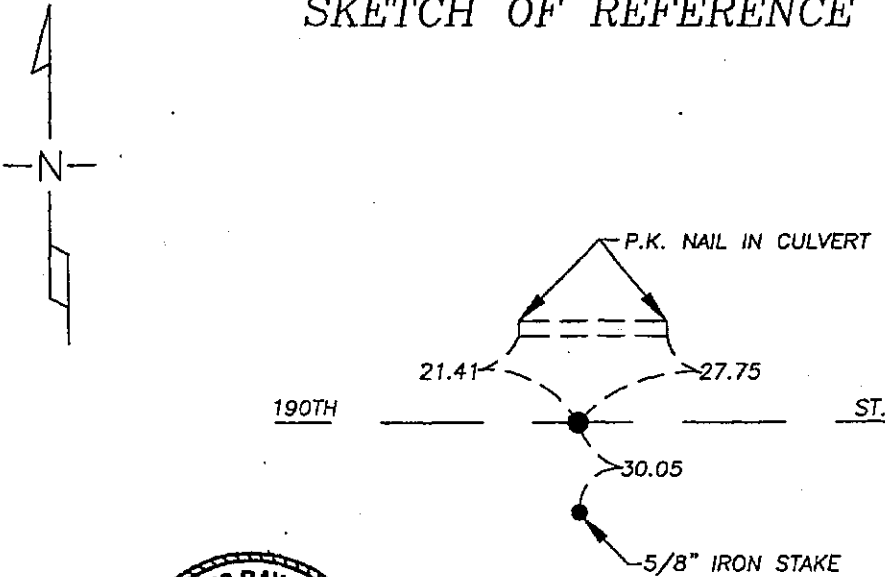 SKETCH OF REFERENCE
—N—
P.K. NAIL IN CULVERT
21.41
27.75
190TH
ST.
30.05
5/8" IRON STAKE